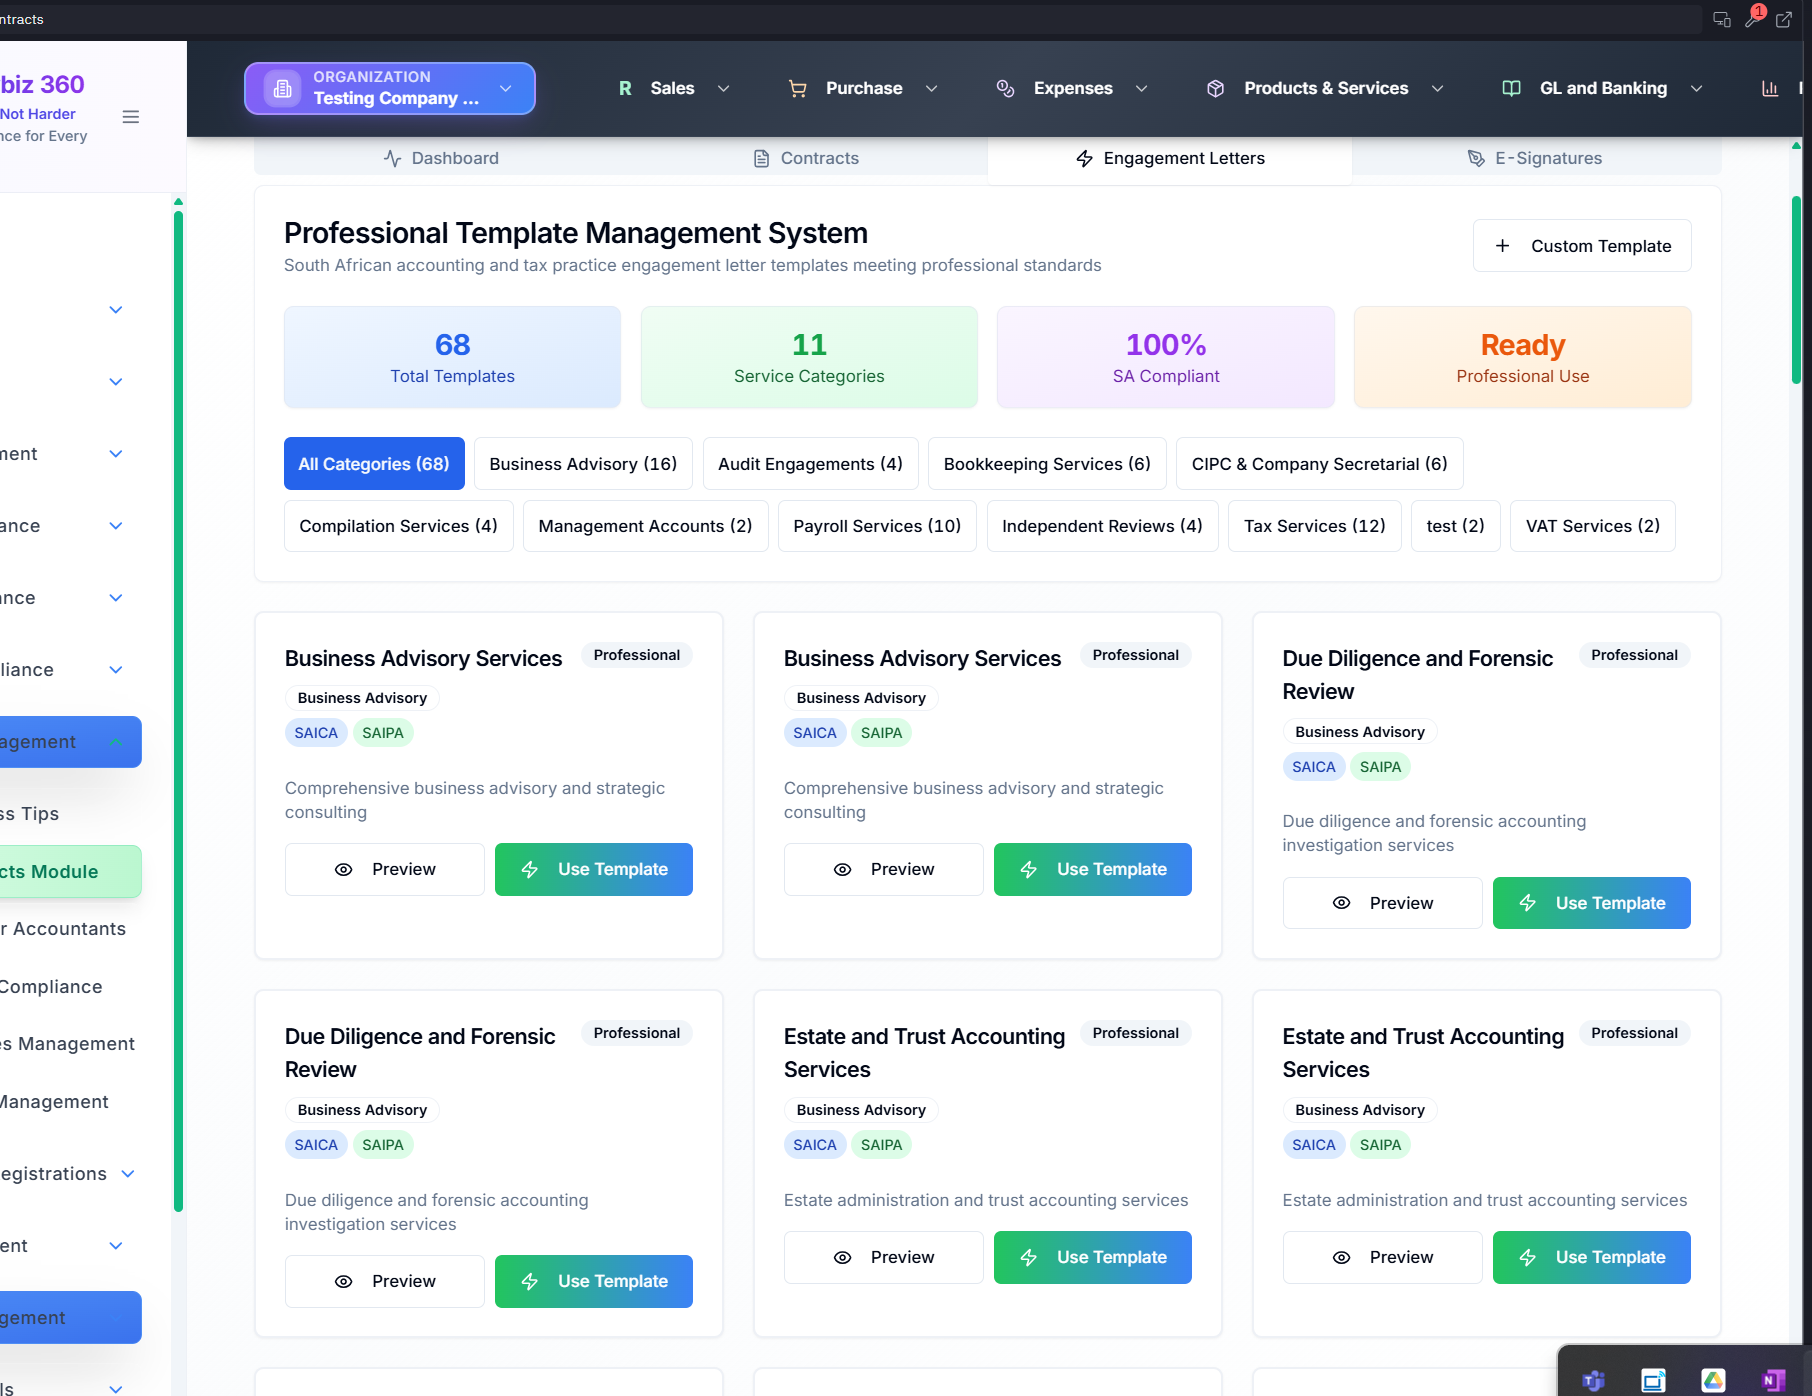 ntracts
1
biz 360
Not Harder
nce for Every
ORGANIZATION
Testing Company ...
R Sales
Purchase
Expenses
Products & Services
GL and Banking
Dashboard
Contracts
Engagement Letters
E-Signatures
Professional Template Management System
South African accounting and tax practice engagement letter templates meeting professional standards
+ Custom Template
68
Total Templates
11
Service Categories
100%
SA Compliant
Ready
Professional Use
All Categories (68)
Business Advisory (16)
Audit Engagements (4)
Bookkeeping Services (6)
CIPC & Company Secretarial (6)
Compilation Services (4)
Management Accounts (2)
Payroll Services (10)
Independent Reviews (4)
Tax Services (12)
test (2)
VAT Services (2)
ment
ance
ance
liance
agement
ss Tips
cts Module
r Accountants
Compliance
es Management
Management
egistrations
ent
gement
ls
Business Advisory Services
Professional
Business Advisory
SAICA
SAIPA
Comprehensive business advisory and strategic
consulting
Preview
Use Template
Business Advisory Services
Professional
Business Advisory
SAICA
SAIPA
Comprehensive business advisory and strategic
consulting
Preview
Use Template
Due Diligence and Forensic
Review
Professional
Business Advisory
SAICA
SAIPA
Due diligence and forensic accounting
investigation services
Preview
Use Template
Due Diligence and Forensic
Review
Professional
Business Advisory
SAICA
SAIPA
Due diligence and forensic accounting
investigation services
Preview
Use Template
Estate and Trust Accounting
Services
Professional
Business Advisory
SAICA
SAIPA
Estate administration and trust accounting services
Preview
Use Template
Estate and Trust Accounting
Services
Professional
Business Advisory
SAICA
SAIPA
Estate administration and trust accounting services
Preview
Use Template